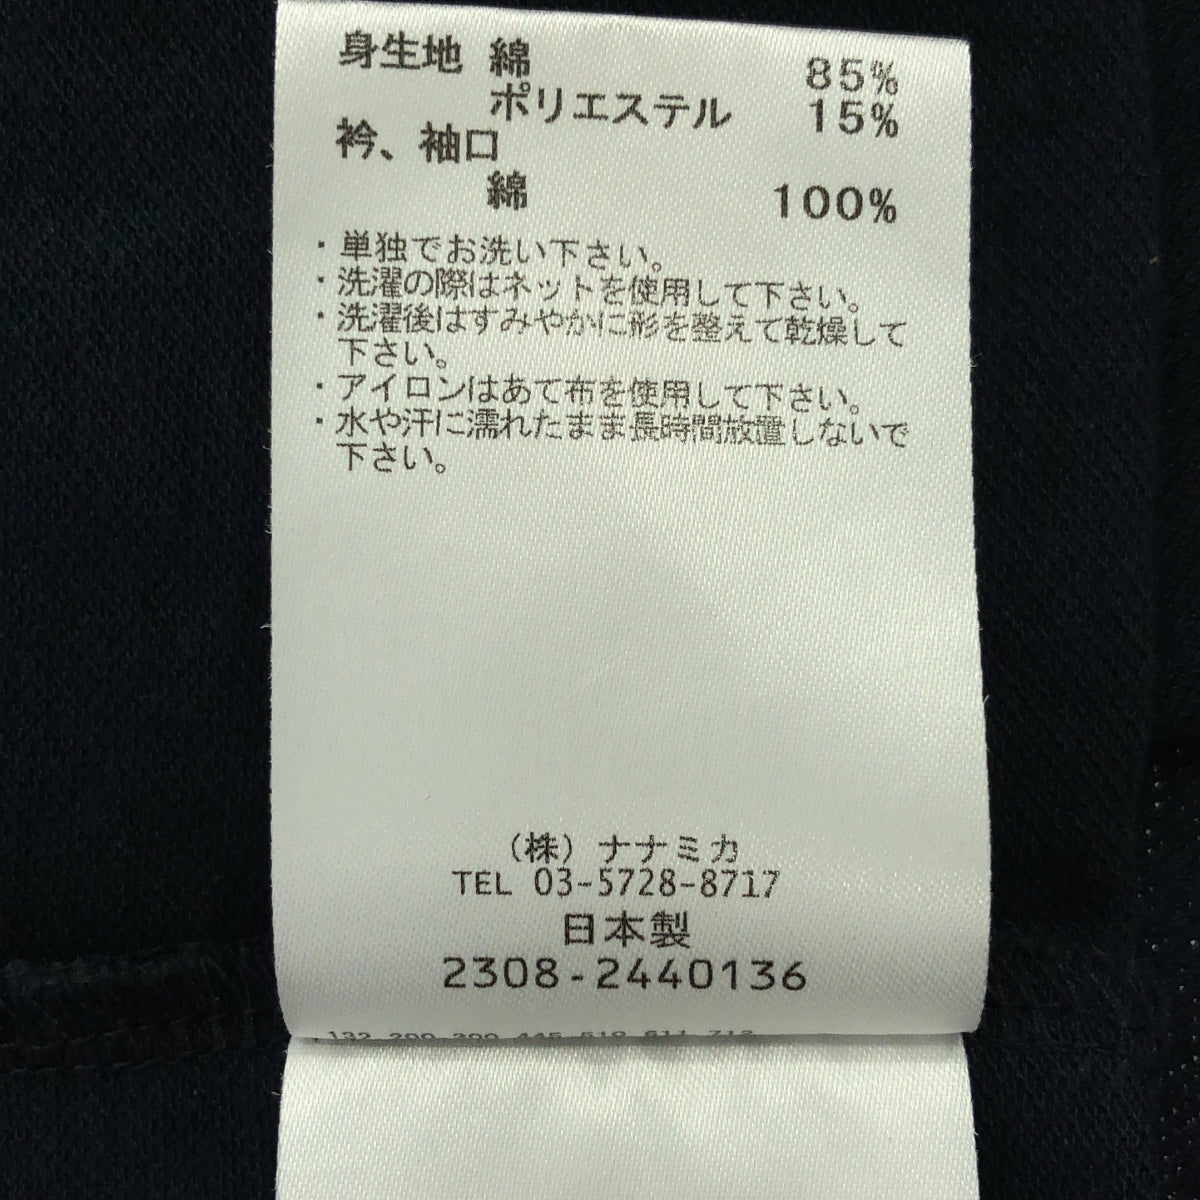 身生地 綿 85%
ポリエステル 15%
衿、袖口
綿 100%
・単独でお洗い下さい。
・洗濯の際はネットを使用して下さい。
・洗濯後はすみやかに形を整えて乾燥して
下さい。
・アイロンはあて布を使用して下さい。
・水や汗に濡れたまま長時間放置しないで
下さい。
（株）ナナミカ
TEL 03-5728-8717
日本製
2308-2440136